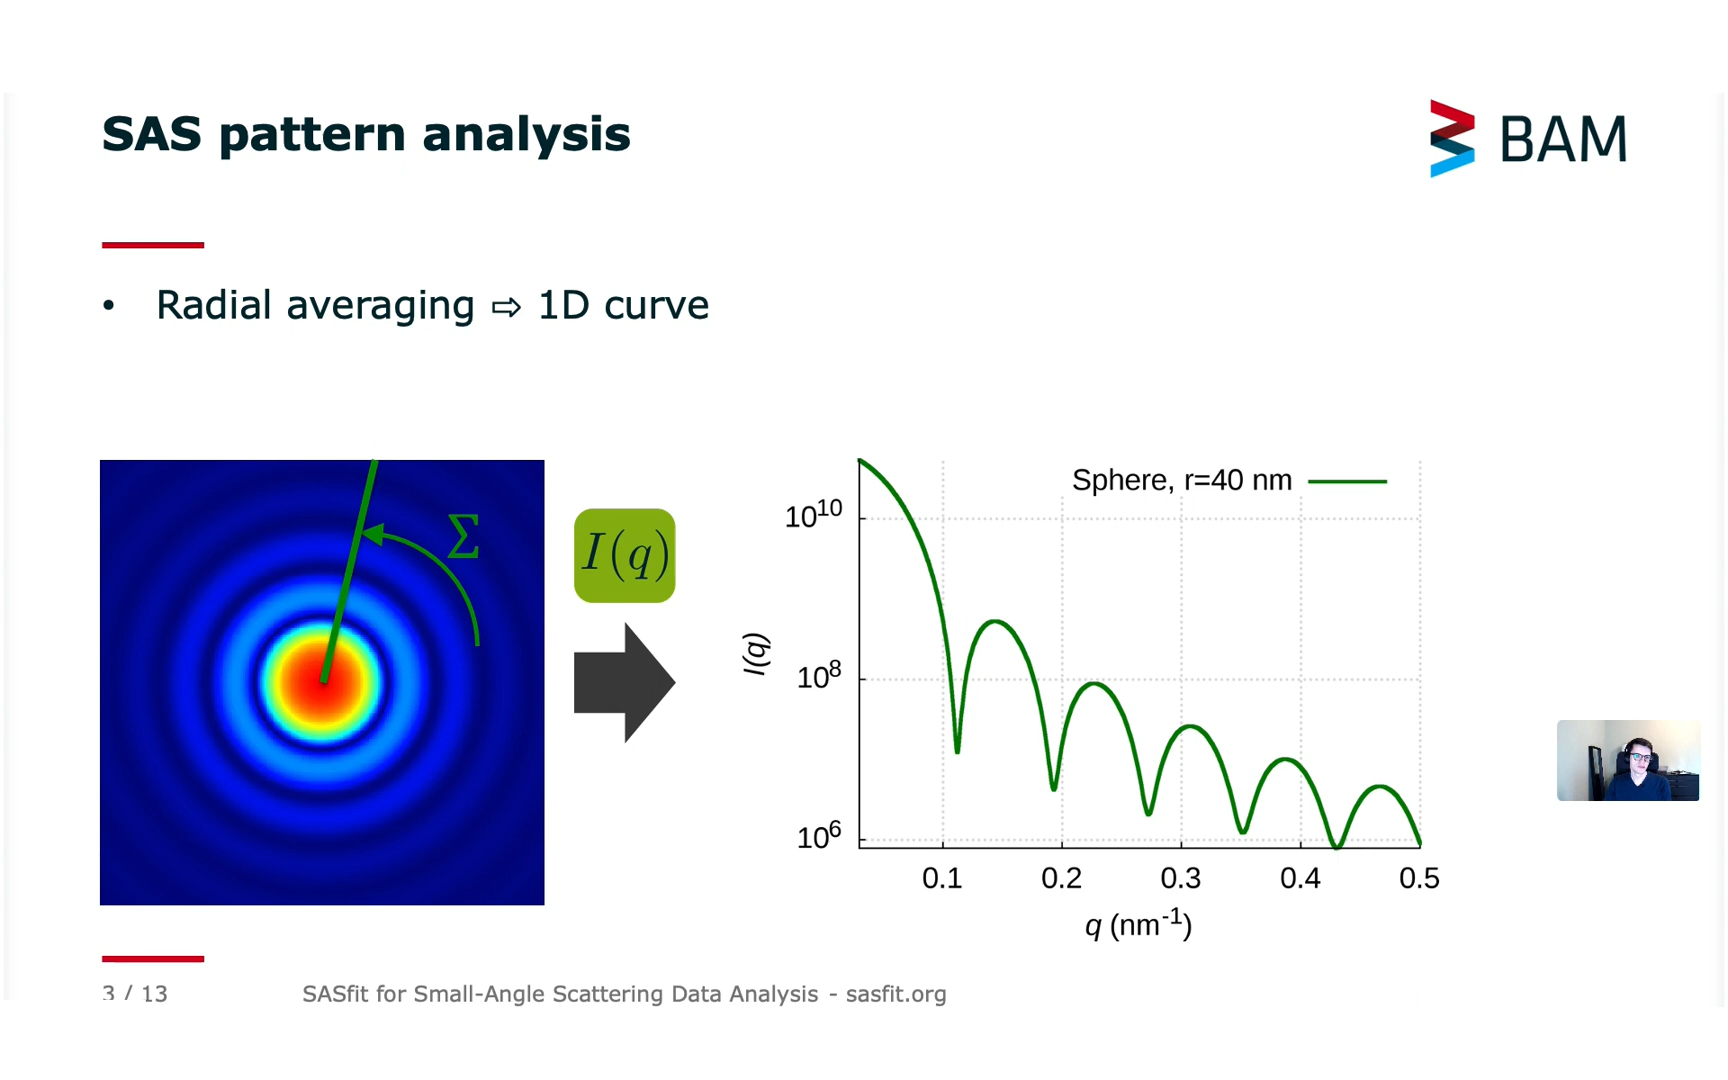 SAS pattern analysis
BAM
• Radial averaging ⇨ 1D curve
Σ
I(q)
Sphere, r=40 nm
10^10
10^8
10^6
I(q)
0.1 0.2 0.3 0.4 0.5
q (nm^-1)
3 / 13 SASfit for Small-Angle Scattering Data Analysis - sasfit.org